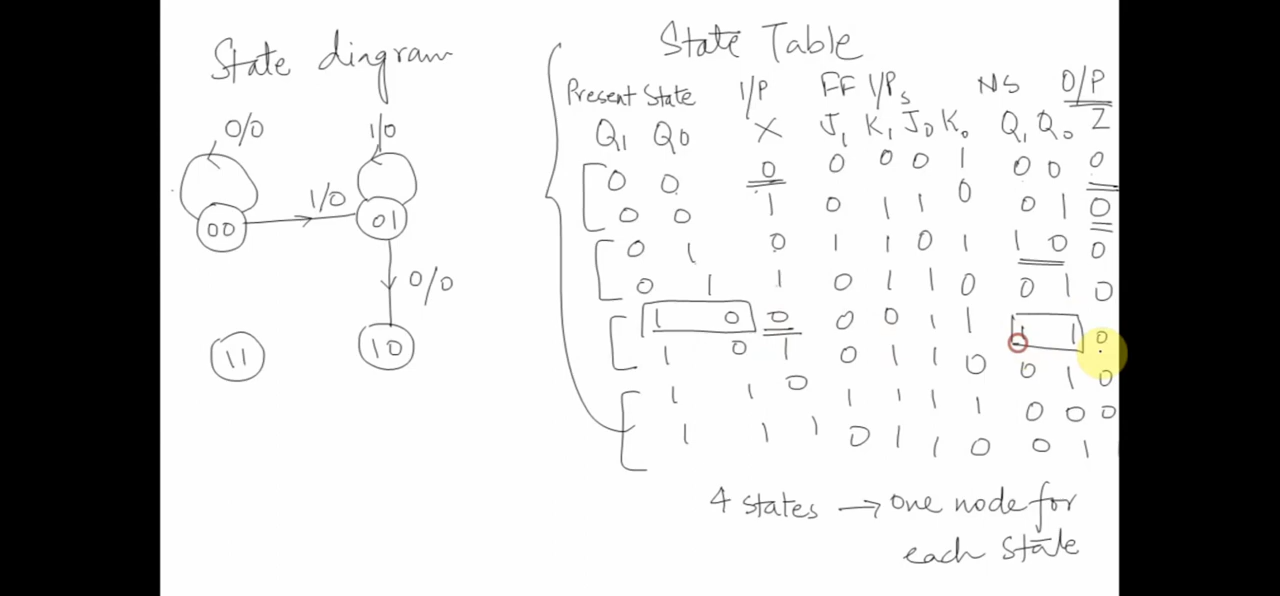 State diagram
0/0
1/0
1/0
00
01
0/0
11
10
State Table
Present State I/P FF I/Ps NS O/P
Q1 Q0 X J1 K1 J0 K0 Q1 Q0 Z
0 0 0 0 0 0 1 0 0 0
0 0 1 0 1 1 0 0 1 0
0 1 0 1 1 0 1 1 0 0
0 1 1 0 1 1 0 0 1 0
1 0 0 0 0 1 1 1 1 0
1 0 1 0 1 1 0 0 1 0
1 1 0 1 1 1 1 0 0 0
1 1 1 0 1 1 0 0 1
4 states → one node for
each state